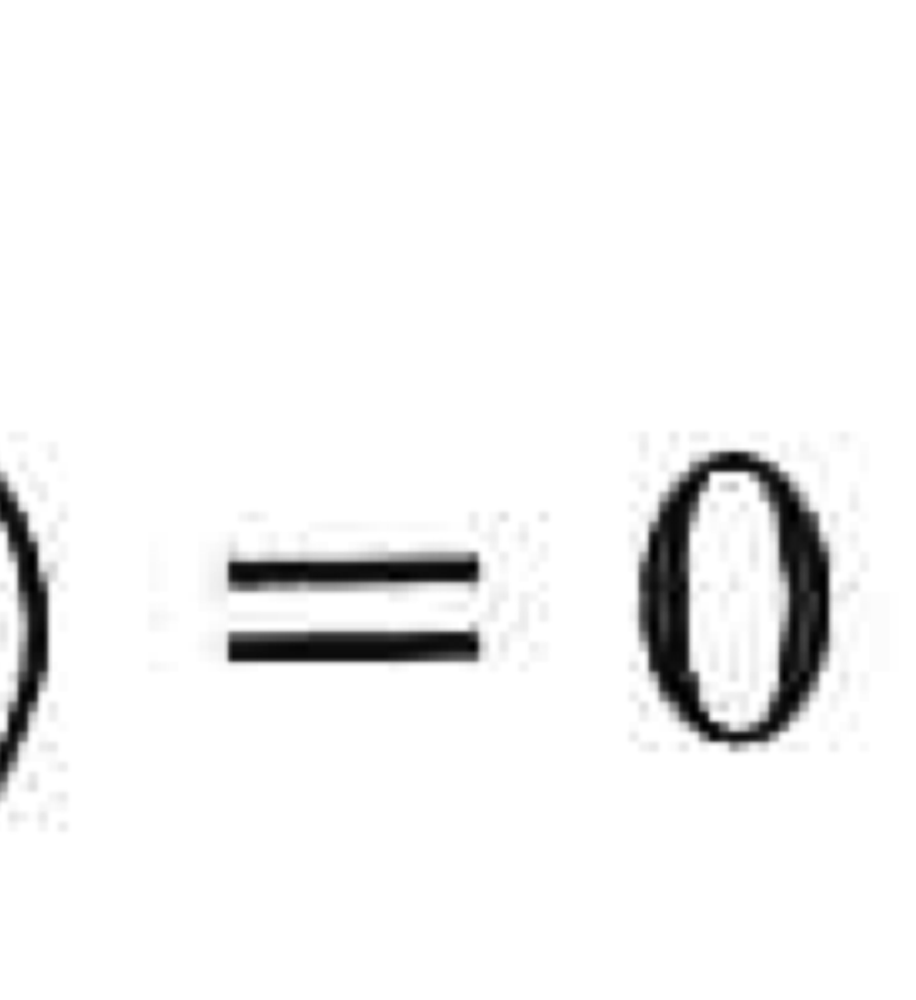 ) = 0